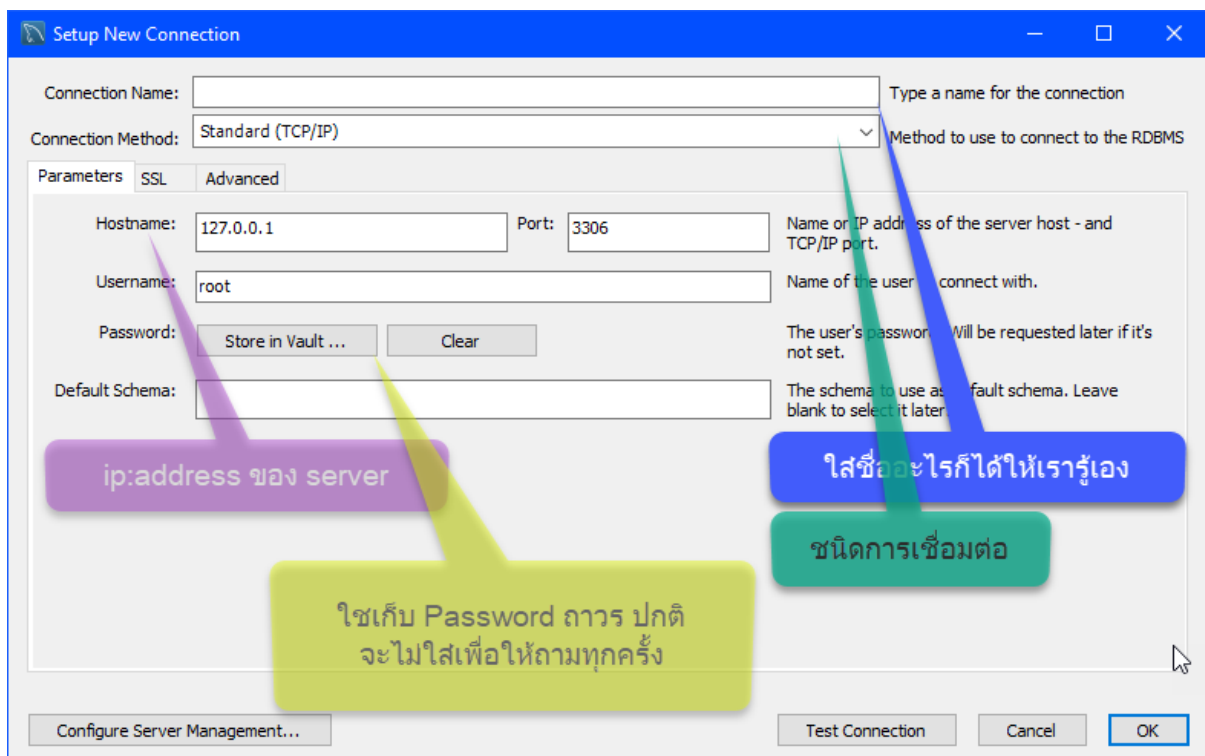 Setup New Connection
Connection Name:
Type a name for the connection
Connection Method:
Standard (TCP/IP)
Method to use to connect to the RDBMS
Parameters
SSL
Advanced
Hostname:
127.0.0.1
Port:
3306
Name or IP address of the server host - and
TCP/IP port.
Username:
root
Name of the user to connect with.
Password:
Store in Vault ...
Clear
The user's password. Will be requested later if it's
not set.
Default Schema:
The schema to use as default schema. Leave
blank to select it later.
ip:address ของ server
ใส่ชื่ออะไรก็ได้ให้เรารู้เอง
ชนิดการเชื่อมต่อ
ใชเก็บ Password ถาวร ปกติ
จะไม่ใส่เพื่อให้ถามทุกครั้ง
Configure Server Management...
Test Connection
Cancel
OK